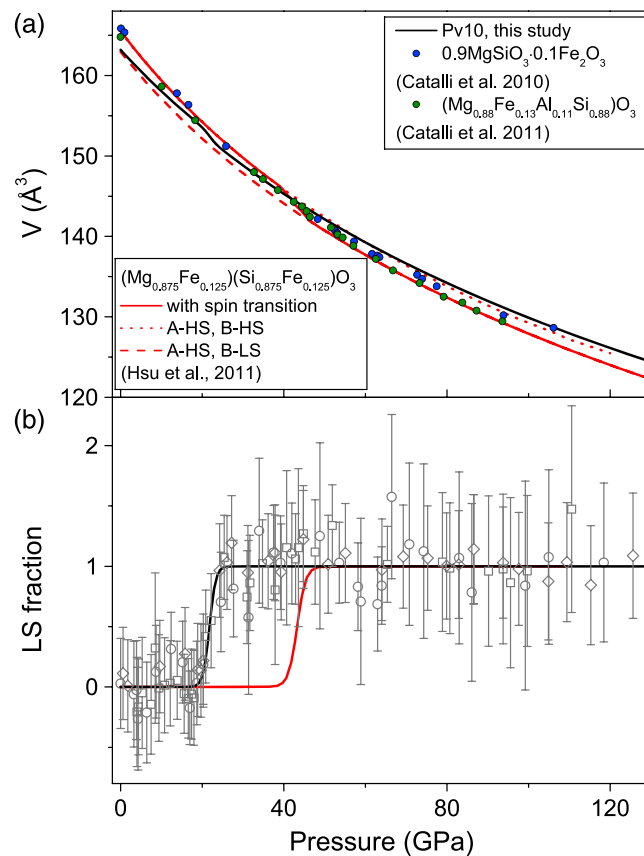 (a)
Pv10, this study
0.9MgSiO₃·0.1Fe₂O₃
(Catalli et al. 2010)
(Mg₀.₈₈Fe₀.₁₃Al₀.₁₁Si₀.₈₈)O₃
(Catalli et al. 2011)
160
150
140
130
120
V (Å³)
(Mg₀.₈₇₅Fe₀.₁₂₅)(Si₀.₈₇₅Fe₀.₁₂₅)O₃
with spin transition
A-HS, B-HS
A-HS, B-LS
(Hsu et al., 2011)
(b)
2
1
0
LS fraction
0 40 80 120
Pressure (GPa)